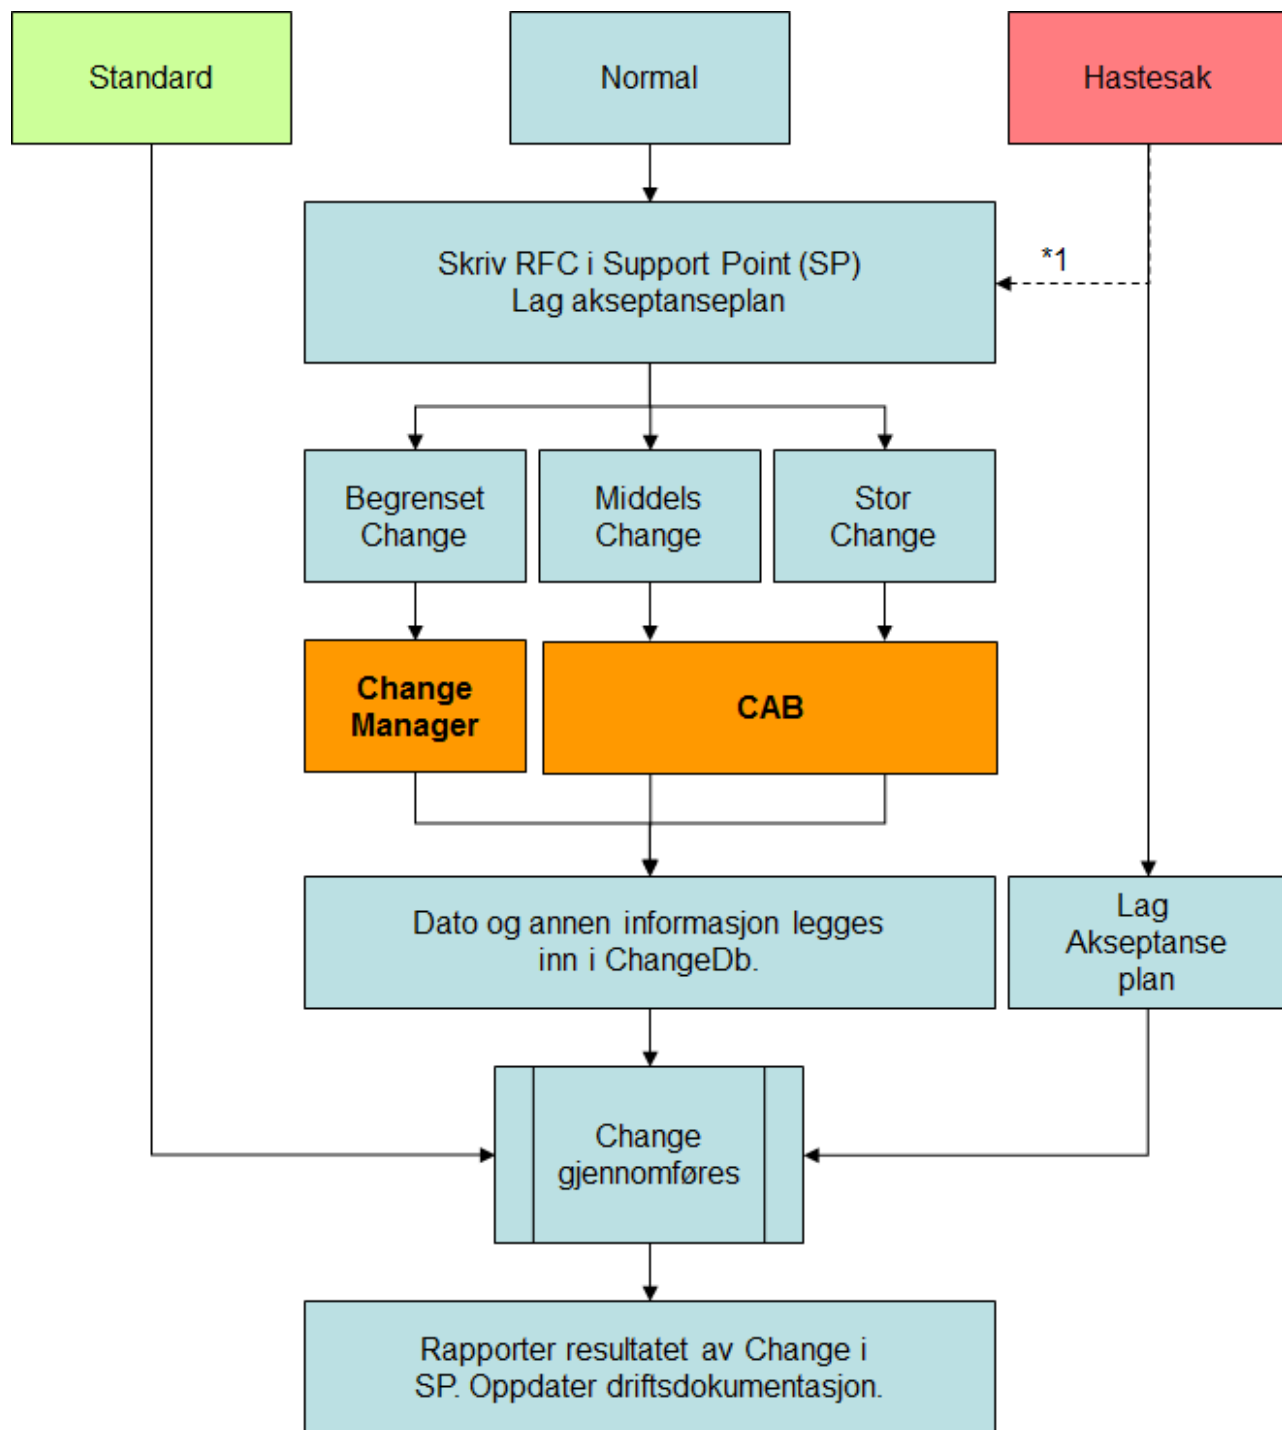 Standard
Normal
Hastesak
*1
Skriv RFC i Support Point (SP)
Lag akseptanseplan
Begrenset
Change
Middels
Change
Stor
Change
Change
Manager
CAB
Dato og annen informasjon legges
inn i ChangeDb.
Lag
Akseptanse
plan
Change
gjennomføres
Rapporter resultatet av Change i
SP. Oppdater driftsdokumentasjon.